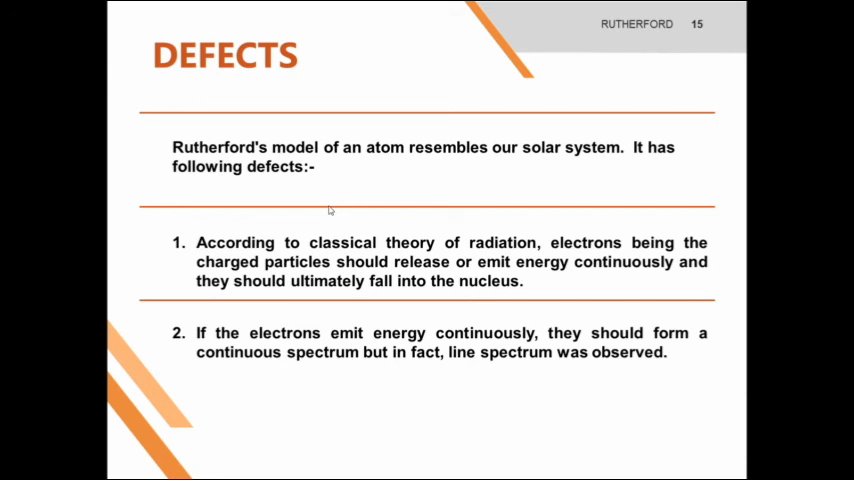 RUTHERFORD 15
DEFECTS
Rutherford's model of an atom resembles our solar system. It has
following defects:-
1. According to classical theory of radiation, electrons being the
charged particles should release or emit energy continuously and
they should ultimately fall into the nucleus.
2. If the electrons emit energy continuously, they should form a
continuous spectrum but in fact, line spectrum was observed.